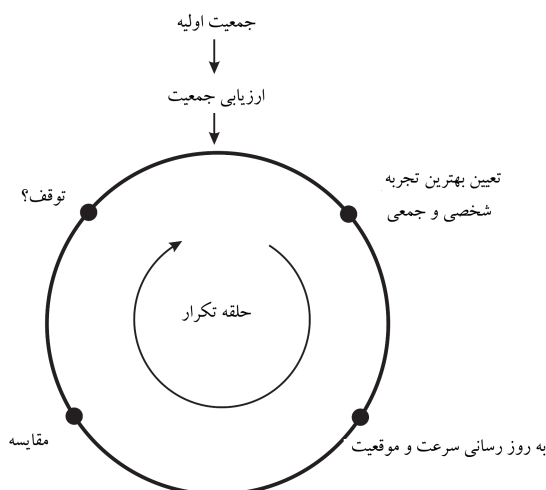 جمعیت اولیه
ارزیابی جمعیت
تعیین بهترین تجربه
شخصی و جمعی
توقف؟
حلقه تکرار
به روز رسانی سرعت و موقعیت
مقایسه